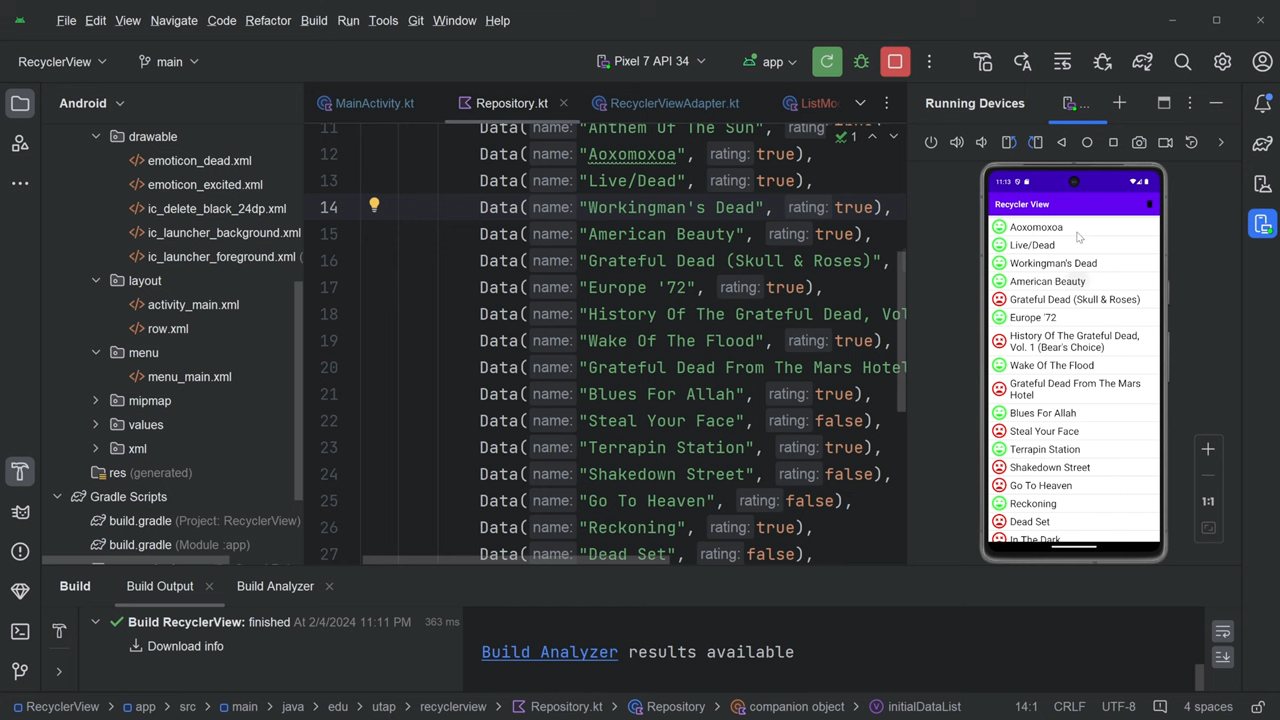 File Edit View Navigate Code Refactor Build Run Tools Git Window Help
RecyclerView main Pixel 7 API 34 app
Android
drawable
emoticon_dead.xml
emoticon_excited.xml
ic_delete_black_24dp.xml
ic_launcher_background.xml
ic_launcher_foreground.xml
layout
activity_main.xml
row.xml
menu
menu_main.xml
mipmap
values
xml
res (generated)
Gradle Scripts
build.gradle (Project: RecyclerView)
build.gradle (Module :app)
MainActivity.kt Repository.kt RecyclerViewAdapter.kt ListMo
1
11 Data( name: "Anthem Of The Sun", rating: true),
12 Data( name: "Aoxomoxoa", rating: true),
13 Data( name: "Live/Dead", rating: true),
14 Data( name: "Workingman's Dead", rating: true),
15 Data( name: "American Beauty", rating: true),
16 Data( name: "Grateful Dead (Skull & Roses)",
17 Data( name: "Europe '72", rating: true),
18 Data( name: "History Of The Grateful Dead, Vol
19 Data( name: "Wake Of The Flood", rating: true),
20 Data( name: "Grateful Dead From The Mars Hotel
21 Data( name: "Blues For Allah", rating: true),
22 Data( name: "Steal Your Face", rating: false),
23 Data( name: "Terrapin Station", rating: true),
24 Data( name: "Shakedown Street", rating: false),
25 Data( name: "Go To Heaven", rating: false),
26 Data( name: "Reckoning", rating: true),
27 Data( name: "Dead Set", rating: false),
Running Devices ...
11:13
Recycler View
Aoxomoxoa
Live/Dead
Workingman's Dead
American Beauty
Grateful Dead (Skull & Roses)
Europe '72
History Of The Grateful Dead,
Vol. 1 (Bear's Choice)
Wake Of The Flood
Grateful Dead From The Mars
Hotel
Blues For Allah
Steal Your Face
Terrapin Station
Shakedown Street
Go To Heaven
Reckoning
Dead Set
In The Dark
1:1
Build Build Output Build Analyzer
Build RecyclerView: finished At 2/4/2024 11:11 PM 363 ms
Download info
Build Analyzer results available
RecyclerView app src main java edu utap recyclerview Repository.kt Repository companion object initialDataList 14:1 CRLF UTF-8 4 spaces